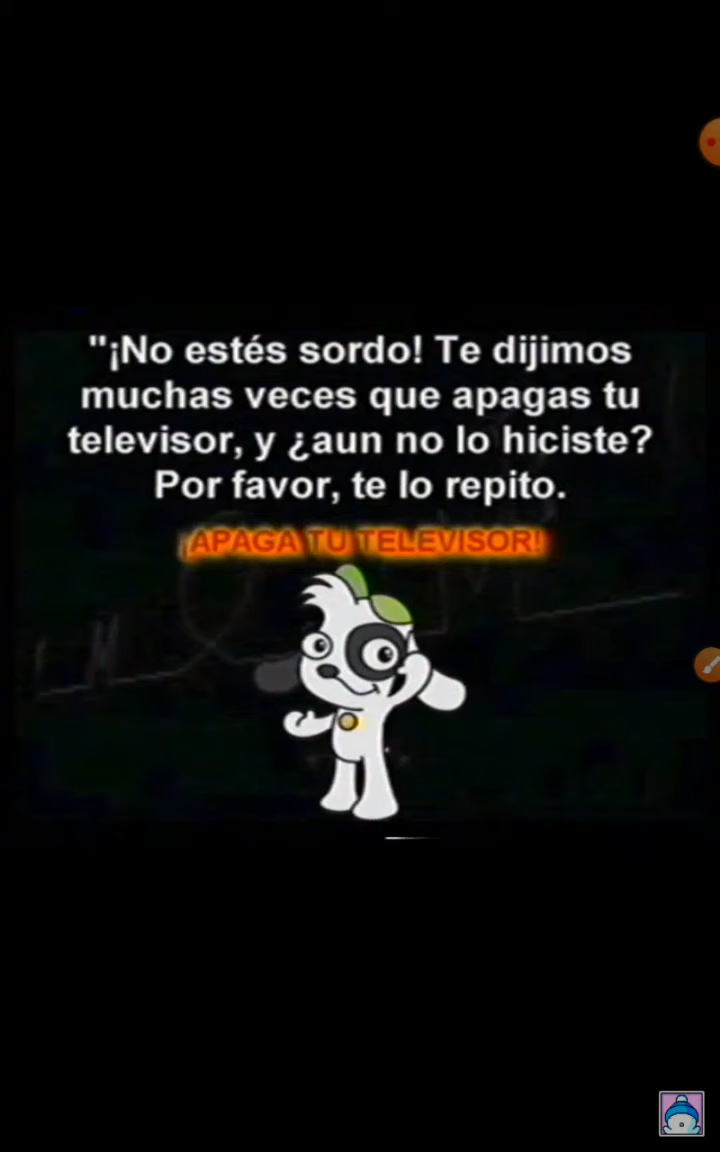 "¡No estés sordo! Te dijimos
muchas veces que apagas tu
televisor, y ¿aun no lo hiciste?
Por favor, te lo repito.
¡APAGA TU TELEVISOR!